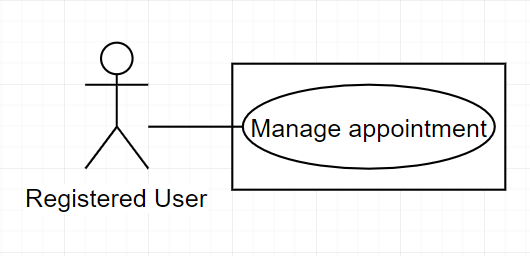 Manage appointment
Registered User